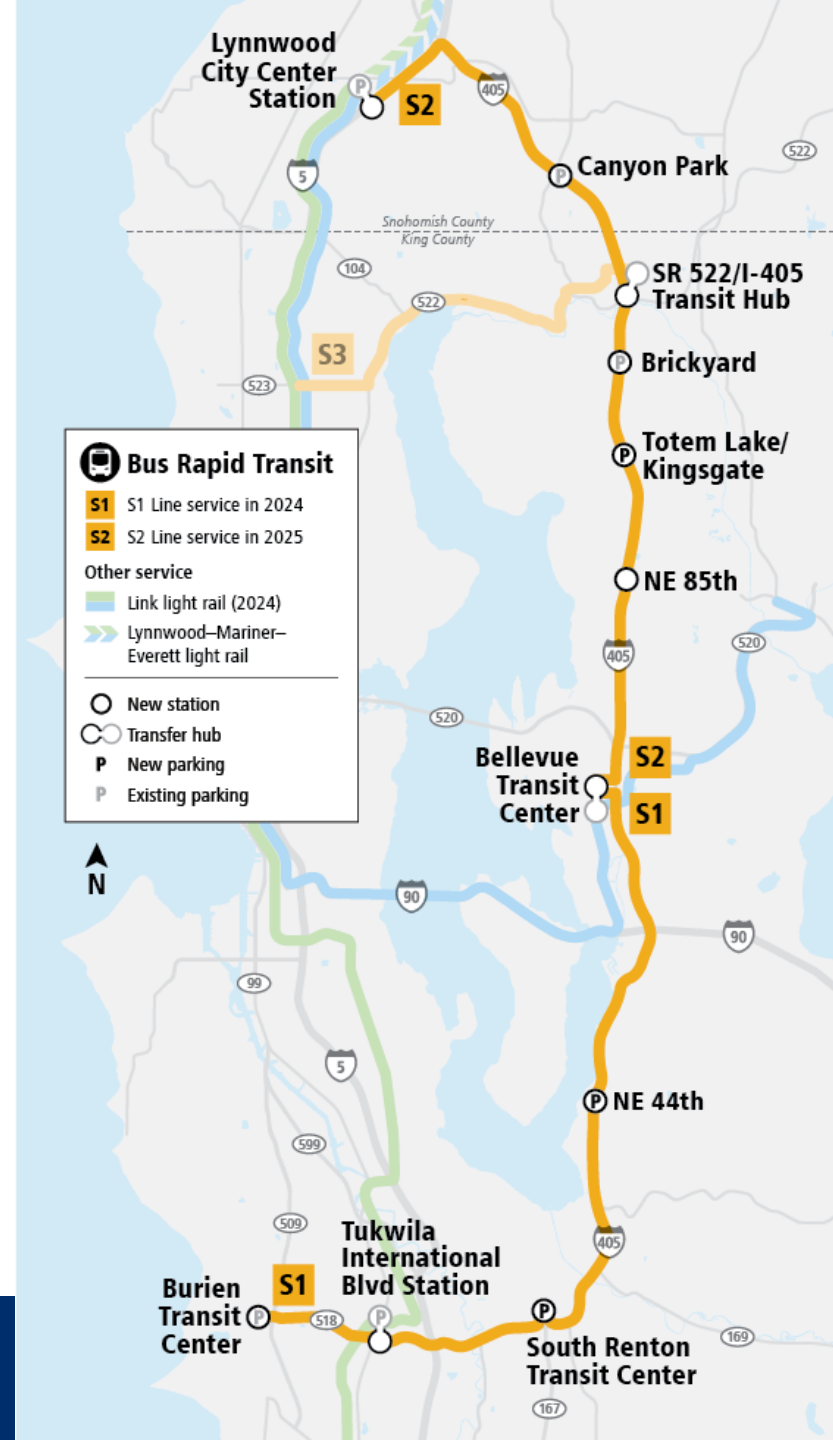 Lynnwood
City Center
Station
P
S2
405
5
Canyon Park
P
522
Snohomish County
King County
104
SR 522/I-405
Transit Hub
522
S3
523
P
Brickyard
Bus Rapid Transit
S1 S1 Line service in 2024
S2 S2 Line service in 2025
Other service
Link light rail (2024)
Lynnwood–Mariner–
Everett light rail
New station
Transfer hub
P New parking
P Existing parking
N
P
Totem Lake/
Kingsgate
NE 85th
405
520
520
Bellevue
Transit
Center
S2
S1
90
90
99
5
P
NE 44th
599
509
405
Tukwila
International
Blvd Station
P
S1
Burien
Transit
Center
P
518
P
South Renton
Transit Center
169
167